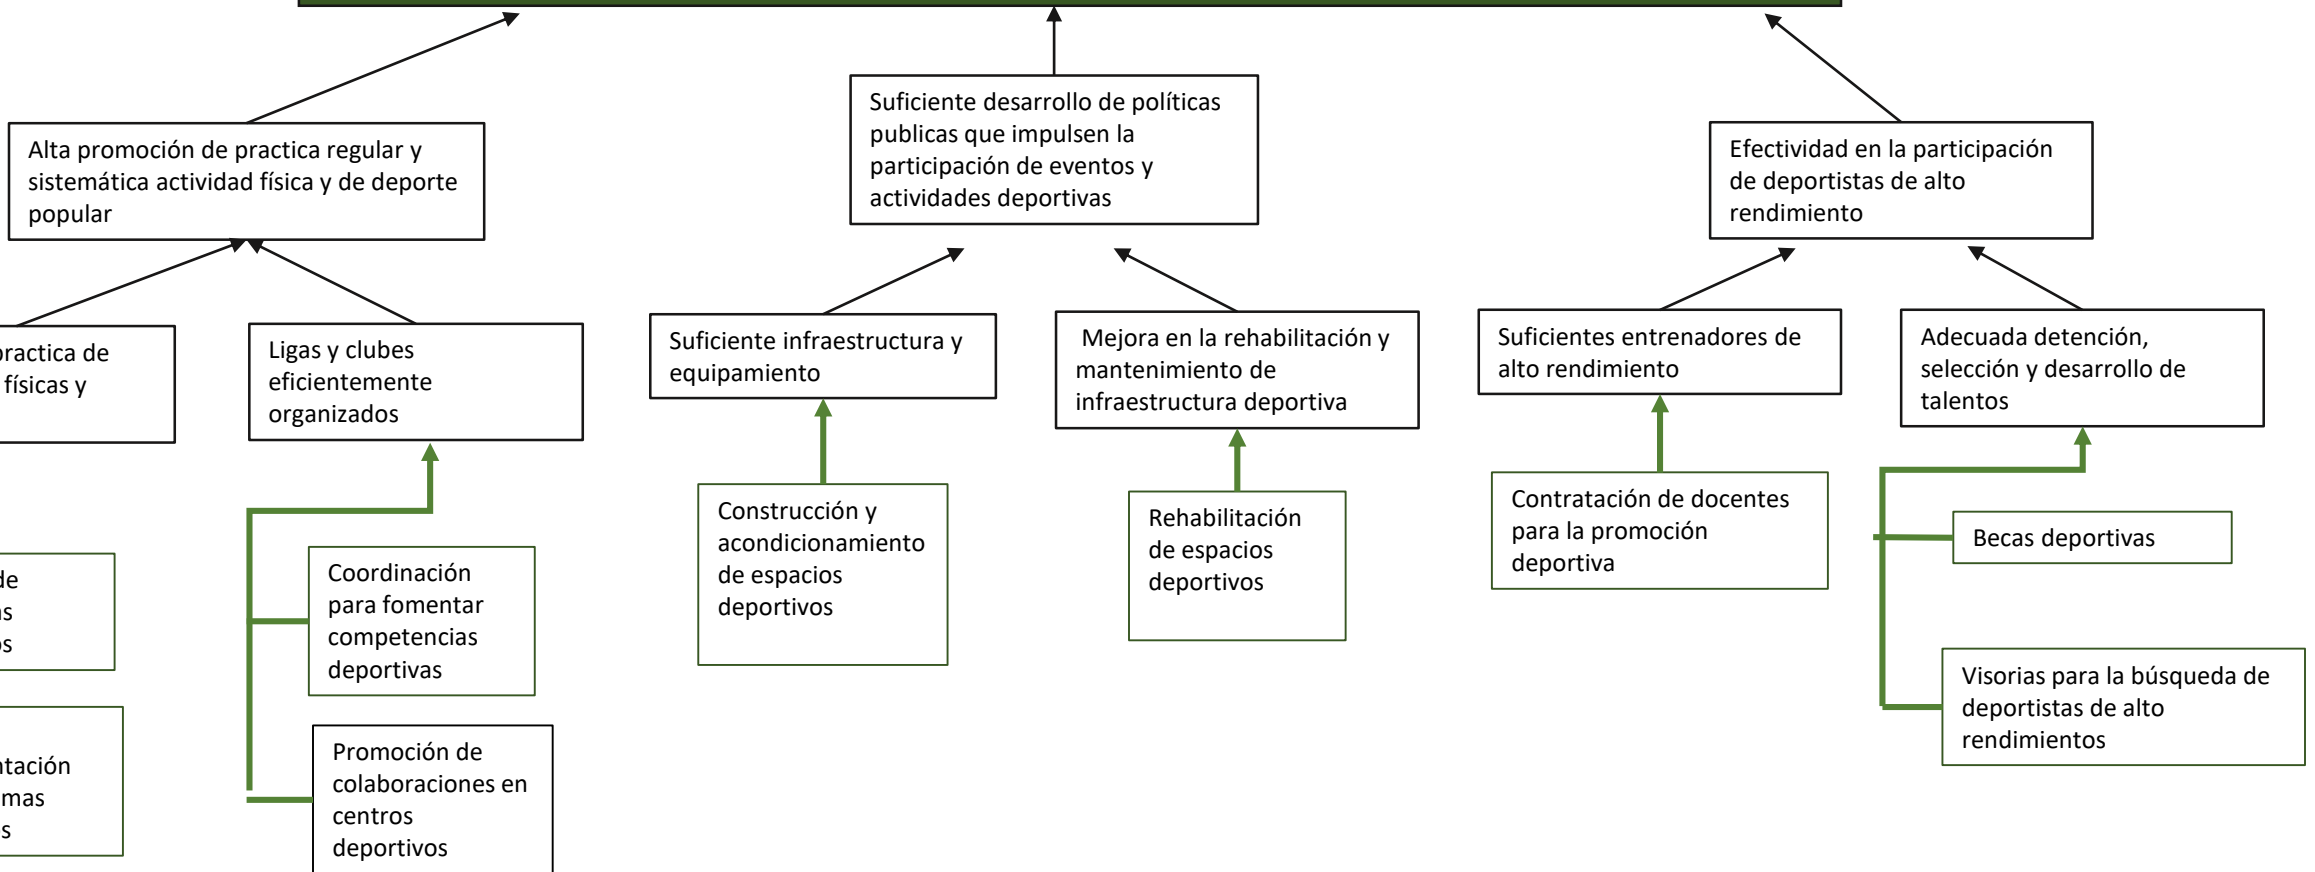 Suficiente desarrollo de políticas
publicas que impulsen la
participación de eventos y
actividades deportivas
Alta promoción de practica regular y
sistemática actividad física y de deporte
popular
Efectividad en la participación
de deportistas de alto
rendimiento
practica de
físicas y
Ligas y clubes
eficientemente
organizados
Suficiente infraestructura y
equipamiento
Mejora en la rehabilitación y
mantenimiento de
infraestructura deportiva
Suficientes entrenadores de
alto rendimiento
Adecuada detención,
selección y desarrollo de
talentos
de
Coordinación
para fomentar
competencias
deportivas
Construcción y
acondicionamiento
de espacios
deportivos
Rehabilitación
de espacios
deportivos
Contratación de docentes
para la promoción
deportiva
Becas deportivas
Promoción de
colaboraciones en
centros
deportivos
Visorias para la búsqueda de
deportistas de alto
rendimientos